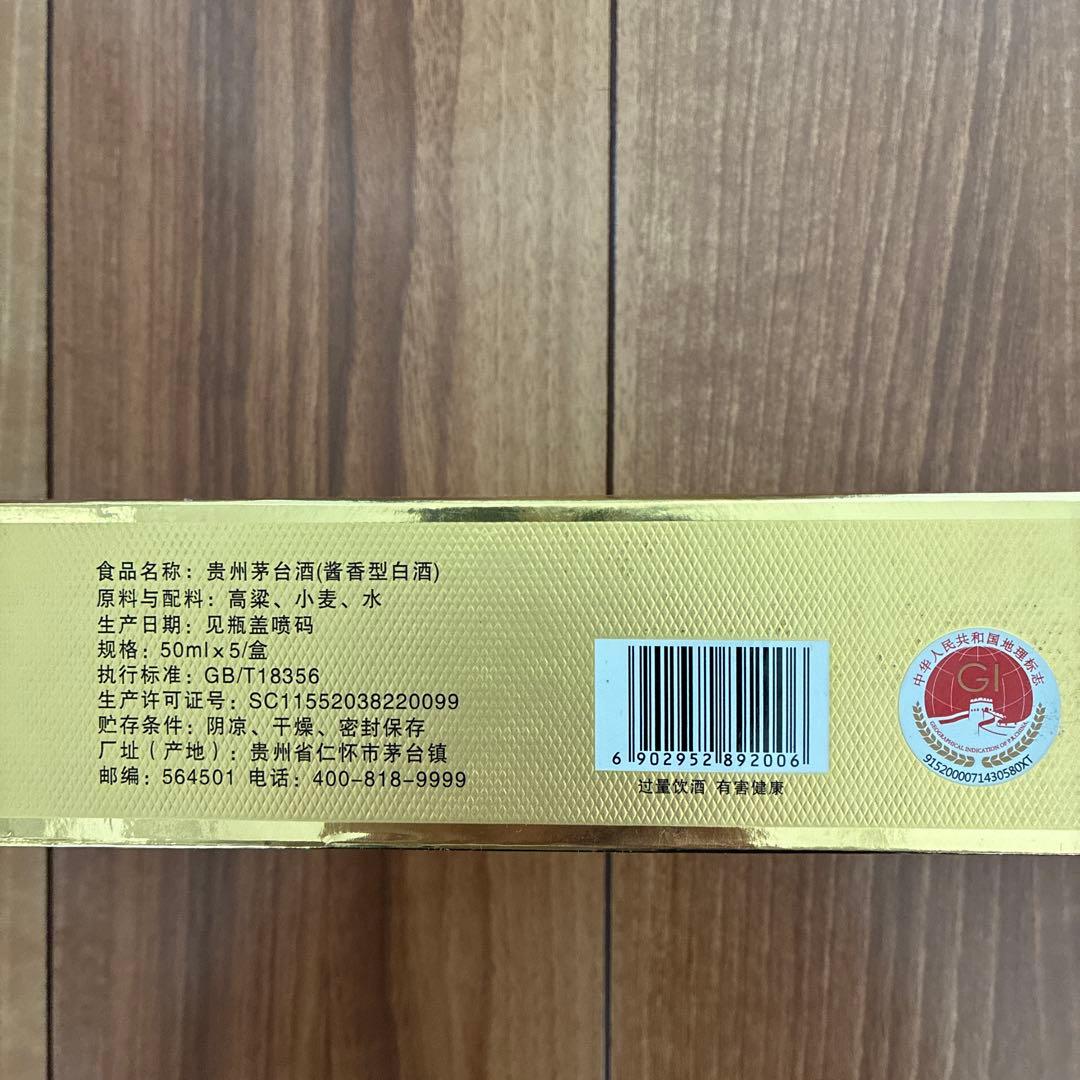 食品名称：贵州茅台酒(酱香型白酒)
原料与配料：高粱、小麦、水
生产日期：见瓶盖喷码
规格：50ml x 5/盒
执行标准：GB/T18356
生产许可证号：SC11552038220099
贮存条件：阴凉、干燥、密封保存
厂址（产地）：贵州省仁怀市茅台镇
邮编：564501 电话：400-818-9999
6 902952 892006
过量饮酒 有害健康
中华人民共和国地理标志
GI
GEOGRAPHICAL INDICATION OF P.R.CHINA
9152000071430580XT